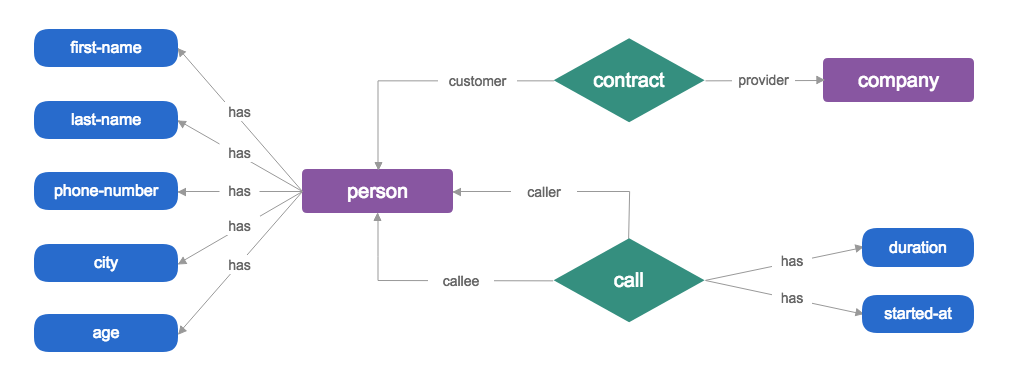 first-name
last-name
phone-number
city
age
has
has
has
has
has
person
customer
contract
provider
company
caller
callee
call
has
has
duration
started-at